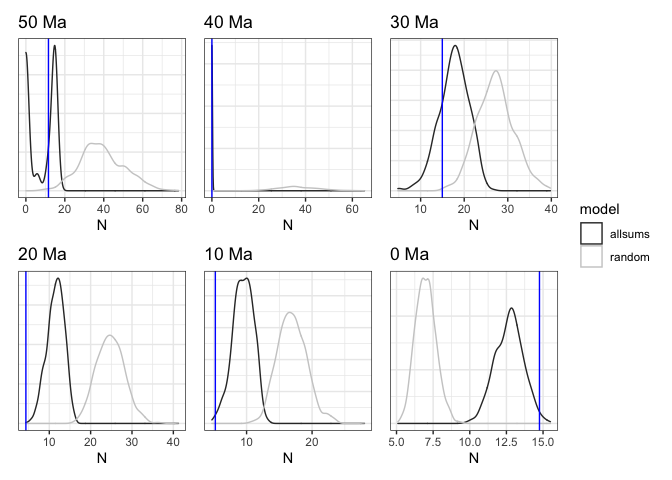 50 Ma
40 Ma
30 Ma
0 20 40 60 80
0 20 40 60
10 20 30 40
N
N
N
model
allsums
random
20 Ma
10 Ma
0 Ma
10 20 30 40
10 20
5.0 7.5 10.0 12.5 15.0
N
N
N